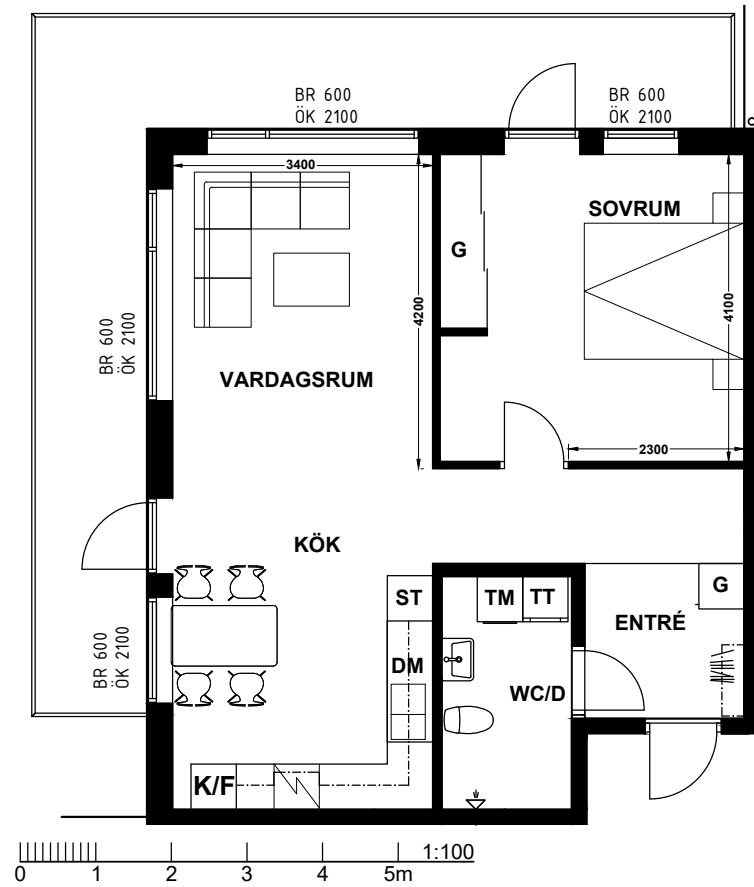 BR 600
ÖK 2100
BR 600
ÖK 2100
3400
SOVRUM
G
4200
4100
BR 600
ÖK 2100
VARDAGSRUM
2300
KÖK
ST
TM
TT
G
ENTRÉ
BR 600
ÖK 2100
DM
WC/D
K/F
1:100
0 1 2 3 4 5m